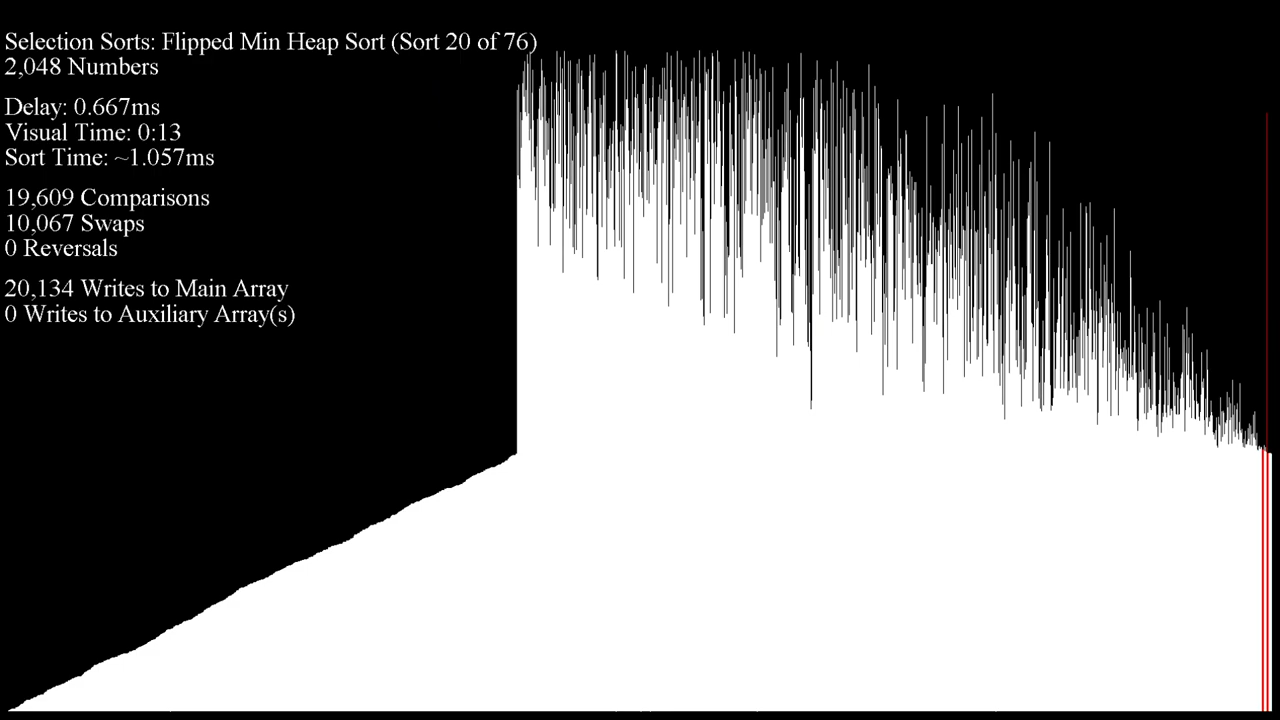 Selection Sorts: Flipped Min Heap Sort (Sort 20 of 76)
2,048 Numbers
Delay: 0.667ms
Visual Time: 0:13
Sort Time: ~1.057ms
19,609 Comparisons
10,067 Swaps
0 Reversals
20,134 Writes to Main Array
0 Writes to Auxiliary Array(s)